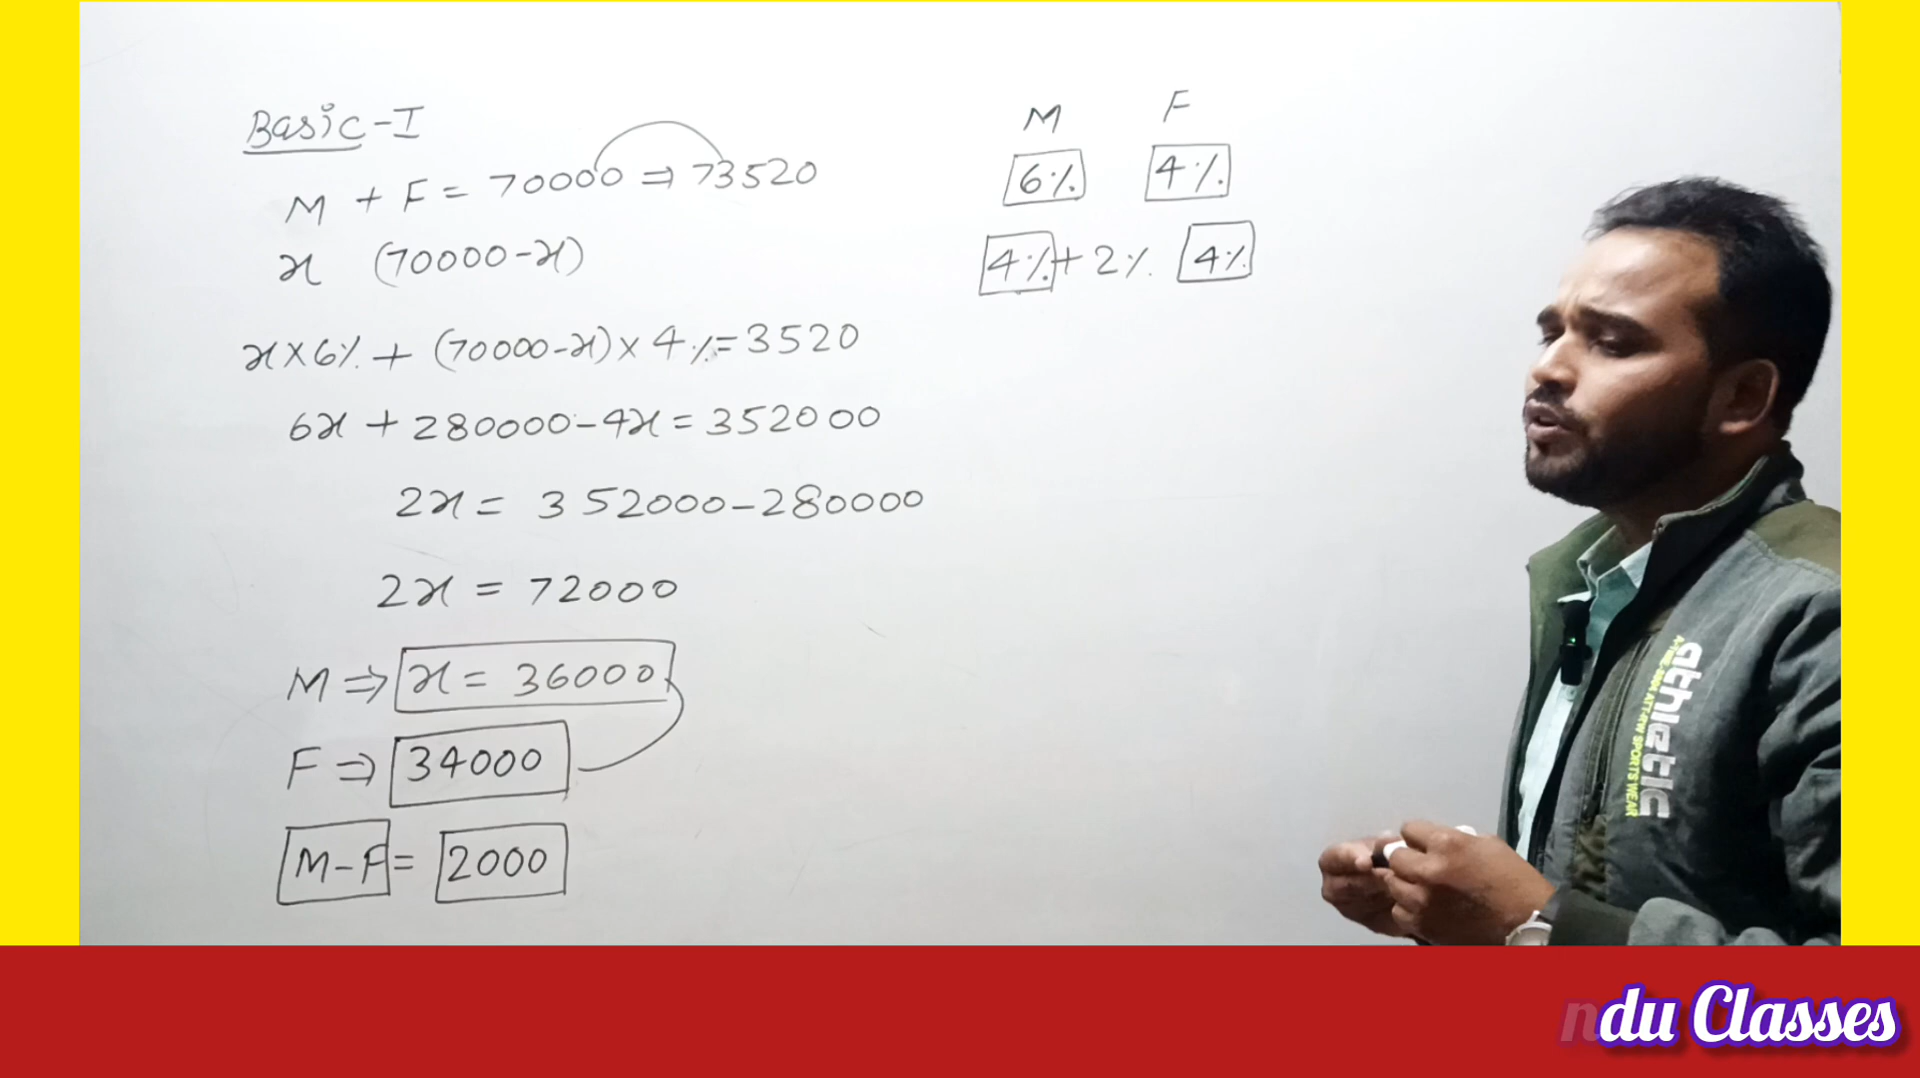 Basic-I
M + F = 70000 ⇒ 73520
x (70000-x)
x×6% + (70000-x)×4%=3520
6x + 280000-4x=352000
2x = 352000-280000
2x = 72000
M ⇒ x = 36000
F ⇒ 34000
M-F = 2000
M F
6% 4%
4%+2% 4%
athletic
ndu Classes